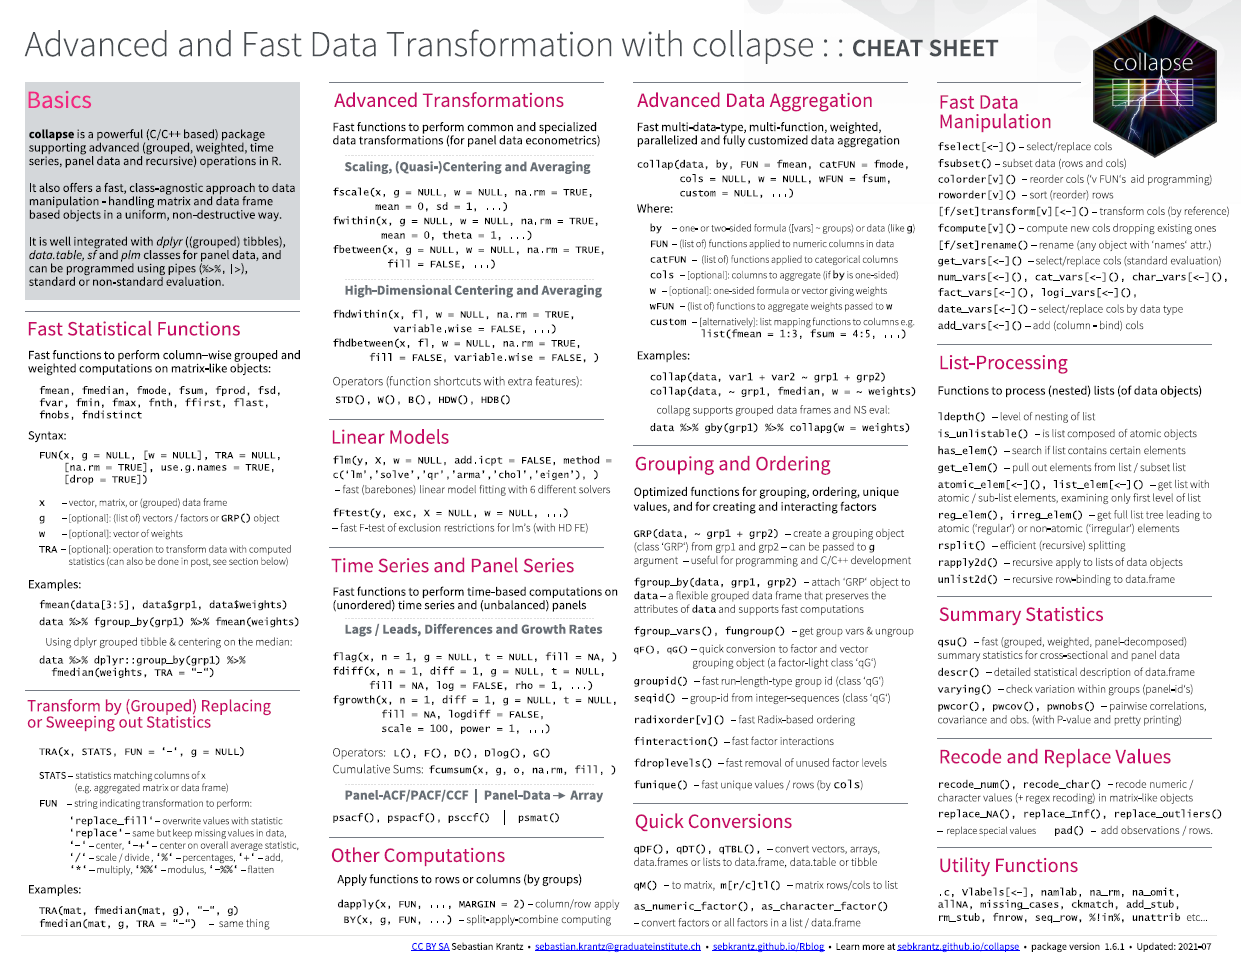 Advanced and Fast Data Transformation with collapse : : CHEAT SHEET
collapse
Basics
collapse is a powerful (C/C++ based) package
supporting advanced (grouped, weighted, time
series, panel data and recursive) operations in R.
It also offers a fast, class-agnostic approach to data
manipulation - handling matrix and data frame
based objects in a uniform, non-destructive way.
It is well integrated with dplyr ((grouped) tibbles),
data.table, sf and plm classes for panel data, and
can be programmed using pipes (%>%, |>),
standard or non-standard evaluation.
Fast Statistical Functions
Fast functions to perform column–wise grouped and
weighted computations on matrix-like objects:
fmean, fmedian, fmode, fsum, fprod, fsd,
fvar, fmin, fmax, fnth, ffirst, flast,
fnobs, fndistinct
Syntax:
FUN(x, g = NULL, [w = NULL], TRA = NULL,
[na.rm = TRUE], use.g.names = TRUE,
[drop = TRUE])
x – vector, matrix, or (grouped) data frame
g – [optional]: (list of) vectors / factors or GRP() object
w – [optional]: vector of weights
TRA – [optional]: operation to transform data with computed
statistics (can also be done in post, see section below)
Examples:
fmean(data[3:5], data$grp1, data$weights)
data %>% fgroup_by(grp1) %>% fmean(weights)
Using dplyr grouped tibble & centering on the median:
data %>% dplyr::group_by(grp1) %>%
fmedian(weights, TRA = "-")
Transform by (Grouped) Replacing
or Sweeping out Statistics
TRA(x, STATS, FUN = '-', g = NULL)
STATS – statistics matching columns of x
(e.g. aggregated matrix or data frame)
FUN – string indicating transformation to perform:
'replace_fill' – overwrite values with statistic
'replace' – same but keep missing values in data,
'-' – center, '-+' – center on overall average statistic,
'/' – scale / divide, '%' – percentages, '+' – add,
'*' – multiply, '%%' – modulus, '-%%' – flatten
Examples:
TRA(mat, fmedian(mat, g), "–", g)
fmedian(mat, g, TRA = "–") – same thing
Advanced Transformations
Fast functions to perform common and specialized
data transformations (for panel data econometrics)
Scaling, (Quasi-)Centering and Averaging
fscale(x, g = NULL, w = NULL, na.rm = TRUE,
mean = 0, sd = 1, ...)
fwithin(x, g = NULL, w = NULL, na.rm = TRUE,
mean = 0, theta = 1, ...)
fbetween(x, g = NULL, w = NULL, na.rm = TRUE,
fill = FALSE, ...)
High-Dimensional Centering and Averaging
fhdwithin(x, fl, w = NULL, na.rm = TRUE,
variable.wise = FALSE, ...)
fhdbetween(x, fl, w = NULL, na.rm = TRUE,
fill = FALSE, variable.wise = FALSE, )
Operators (function shortcuts with extra features):
STD(), W(), B(), HDW(), HDB()
Linear Models
flm(y, X, w = NULL, add.icpt = FALSE, method =
c('lm','solve','qr','arma','chol','eigen'), )
– fast (barebones) linear model fitting with 6 different solvers
fFtest(y, exc, X = NULL, w = NULL, ...)
– fast F-test of exclusion restrictions for lm's (with HD FE)
Time Series and Panel Series
Fast functions to perform time-based computations on
(unordered) time series and (unbalanced) panels
Lags / Leads, Differences and Growth Rates
flag(x, n = 1, g = NULL, t = NULL, fill = NA, )
fdiff(x, n = 1, diff = 1, g = NULL, t = NULL,
fill = NA, log = FALSE, rho = 1, ...)
fgrowth(x, n = 1, diff = 1, g = NULL, t = NULL,
fill = NA, logdiff = FALSE,
scale = 100, power = 1, ...)
Operators: L(), F(), D(), Dlog(), G()
Cumulative Sums: fcumsum(x, g, o, na.rm, fill, )
Panel-ACF/PACF/CCF | Panel-Data → Array
psacf(), pspacf(), psccf() | psmat()
Other Computations
Apply functions to rows or columns (by groups)
dapply(x, FUN, ..., MARGIN = 2) – column/row apply
BY(x, g, FUN, ...) – split-apply-combine computing
Advanced Data Aggregation
Fast multi-data-type, multi-function, weighted,
parallelized and fully customized data aggregation
collap(data, by, FUN = fmean, catFUN = fmode,
cols = NULL, w = NULL, wFUN = fsum,
custom = NULL, ...)
Where:
by – one- or two-sided formula ([vars] ~ groups) or data (like g)
FUN – (list of) functions applied to numeric columns in data
catFUN – (list of) functions applied to categorical columns
cols – [optional]: columns to aggregate (if by is one-sided)
w – [optional]: one-sided formula or vector giving weights
wFUN – (list of) functions to aggregate weights passed to w
custom – [alternatively]: list mapping functions to columns e.g.
list(fmean = 1:3, fsum = 4:5, ...)
Examples:
collap(data, var1 + var2 ~ grp1 + grp2)
collap(data, ~ grp1, fmedian, w = ~ weights)
collapg supports grouped data frames and NS eval:
data %>% gby(grp1) %>% collapg(w = weights)
Grouping and Ordering
Optimized functions for grouping, ordering, unique
values, and for creating and interacting factors
GRP(data, ~ grp1 + grp2) – create a grouping object
(class 'GRP') from grp1 and grp2 – can be passed to g
argument – useful for programming and C/C++ development
fgroup_by(data, grp1, grp2) – attach 'GRP' object to
data – a flexible grouped data frame that preserves the
attributes of data and supports fast computations
fgroup_vars(), fungroup() – get group vars & ungroup
qF(), qG() – quick conversion to factor and vector
grouping object (a factor-light class 'qG')
groupid() – fast run-length-type group id (class 'qG')
seqid() – group-id from integer-sequences (class 'qG')
radixorder[v]() – fast Radix-based ordering
finteraction() – fast factor interactions
fdroplevels() – fast removal of unused factor levels
funique() – fast unique values / rows (by cols)
Quick Conversions
qDF(), qDT(), qTBL() – convert vectors, arrays,
data.frames or lists to data.frame, data.table or tibble
qM() – to matrix, m[r/c]tl() – matrix rows/cols to list
as_numeric_factor(), as_character_factor()
– convert factors or all factors in a list / data.frame
Fast Data
Manipulation
fselect[<-]() – select/replace cols
fsubset() – subset data (rows and cols)
colorder[v]() – reorder cols ('v FUN's aid programming)
roworder[v]() – sort (reorder) rows
[f/set]transform[v][<-]() – transform cols (by reference)
fcompute[v]() – compute new cols dropping existing ones
[f/set]rename() – rename (any object with 'names' attr.)
get_vars[<-]() – select/replace cols (standard evaluation)
num_vars[<-](), cat_vars[<-](), char_vars[<-](),
fact_vars[<-](), logi_vars[<-](),
date_vars[<-]() – select/replace cols by data type
add_vars[<-]() – add (column - bind) cols
List-Processing
Functions to process (nested) lists (of data objects)
ldepth() – level of nesting of list
is_unlistable() – is list composed of atomic objects
has_elem() – search if list contains certain elements
get_elem() – pull out elements from list / subset list
atomic_elem[<-](), list_elem[<-]() – get list with
atomic / sub-list elements, examining only first level of list
reg_elem(), irreg_elem() – get full list tree leading to
atomic ('regular') or non-atomic ('irregular') elements
rsplit() – efficient (recursive) splitting
rapply2d() – recursive apply to lists of data objects
unlist2d() – recursive row-binding to data.frame
Summary Statistics
qsu() – fast (grouped, weighted, panel-decomposed)
summary statistics for cross-sectional and panel data
descr() – detailed statistical description of data.frame
varying() – check variation within groups (panel-id's)
pwcor(), pwcov(), pwnobs() – pairwise correlations,
covariance and obs. (with P-value and pretty printing)
Recode and Replace Values
recode_num(), recode_char() – recode numeric /
character values (+ regex recoding) in matrix-like objects
replace_NA(), replace_Inf(), replace_outliers()
– replace special values pad() – add observations / rows.
Utility Functions
.c, Vlabels[<-], namlab, na_rm, na_omit,
allNA, missing_cases, ckmatch, add_stub,
rm_stub, fnrow, seq_row, %!in%, unattrib etc...
CC BY SA Sebastian Krantz • sebastian.krantz@graduateinstitute.ch • sebkrantz.github.io/Rblog • Learn more at sebkrantz.github.io/collapse • package version 1.6.1 • Updated: 2021-07